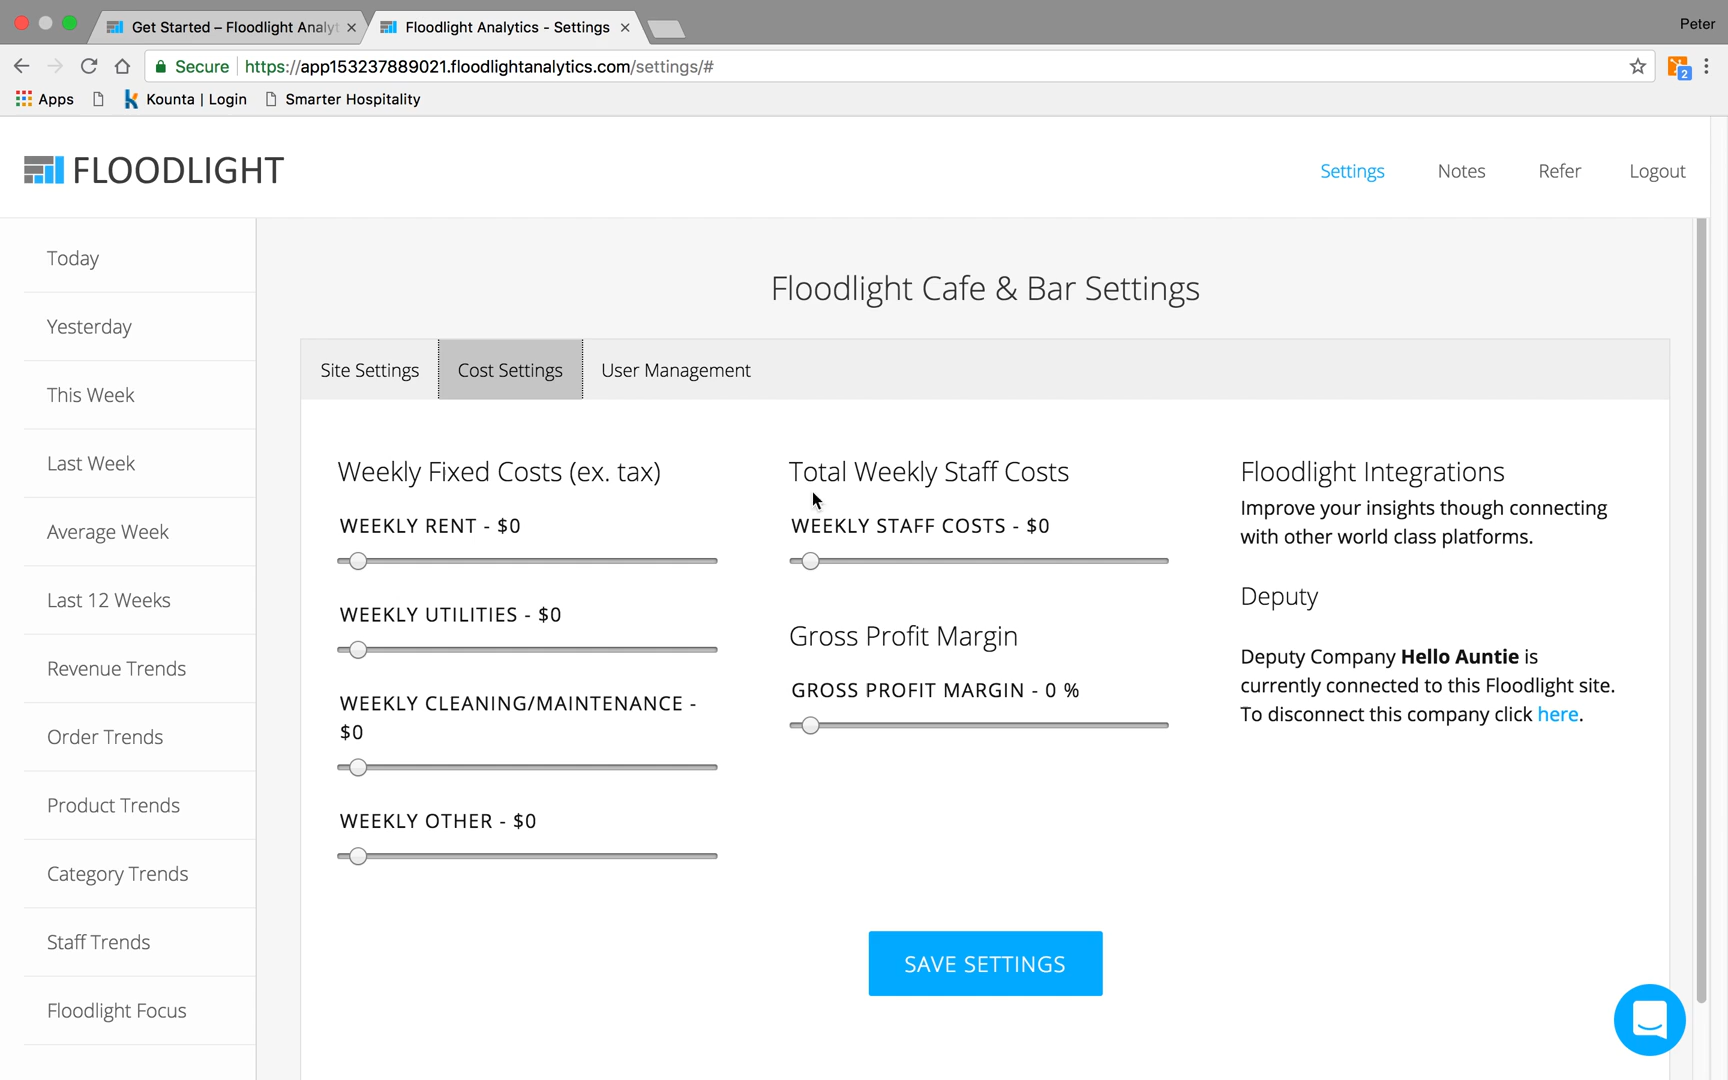 Get Started – Floodlight Analyt
Floodlight Analytics - Settings
Peter
Secure
https://app153237889021.floodlightanalytics.com/settings/#
2
Apps
Kounta | Login
Smarter Hospitality
FLOODLIGHT
Settings
Notes
Refer
Logout
Today
Yesterday
This Week
Last Week
Average Week
Last 12 Weeks
Revenue Trends
Order Trends
Product Trends
Category Trends
Staff Trends
Floodlight Focus
Floodlight Cafe & Bar Settings
Site Settings
Cost Settings
User Management
Weekly Fixed Costs (ex. tax)
WEEKLY RENT - $0
WEEKLY UTILITIES - $0
WEEKLY CLEANING/MAINTENANCE -
$0
WEEKLY OTHER - $0
Total Weekly Staff Costs
WEEKLY STAFF COSTS - $0
Gross Profit Margin
GROSS PROFIT MARGIN - 0 %
Floodlight Integrations
Improve your insights though connecting
with other world class platforms.
Deputy
Deputy Company Hello Auntie is
currently connected to this Floodlight site.
To disconnect this company click here.
SAVE SETTINGS